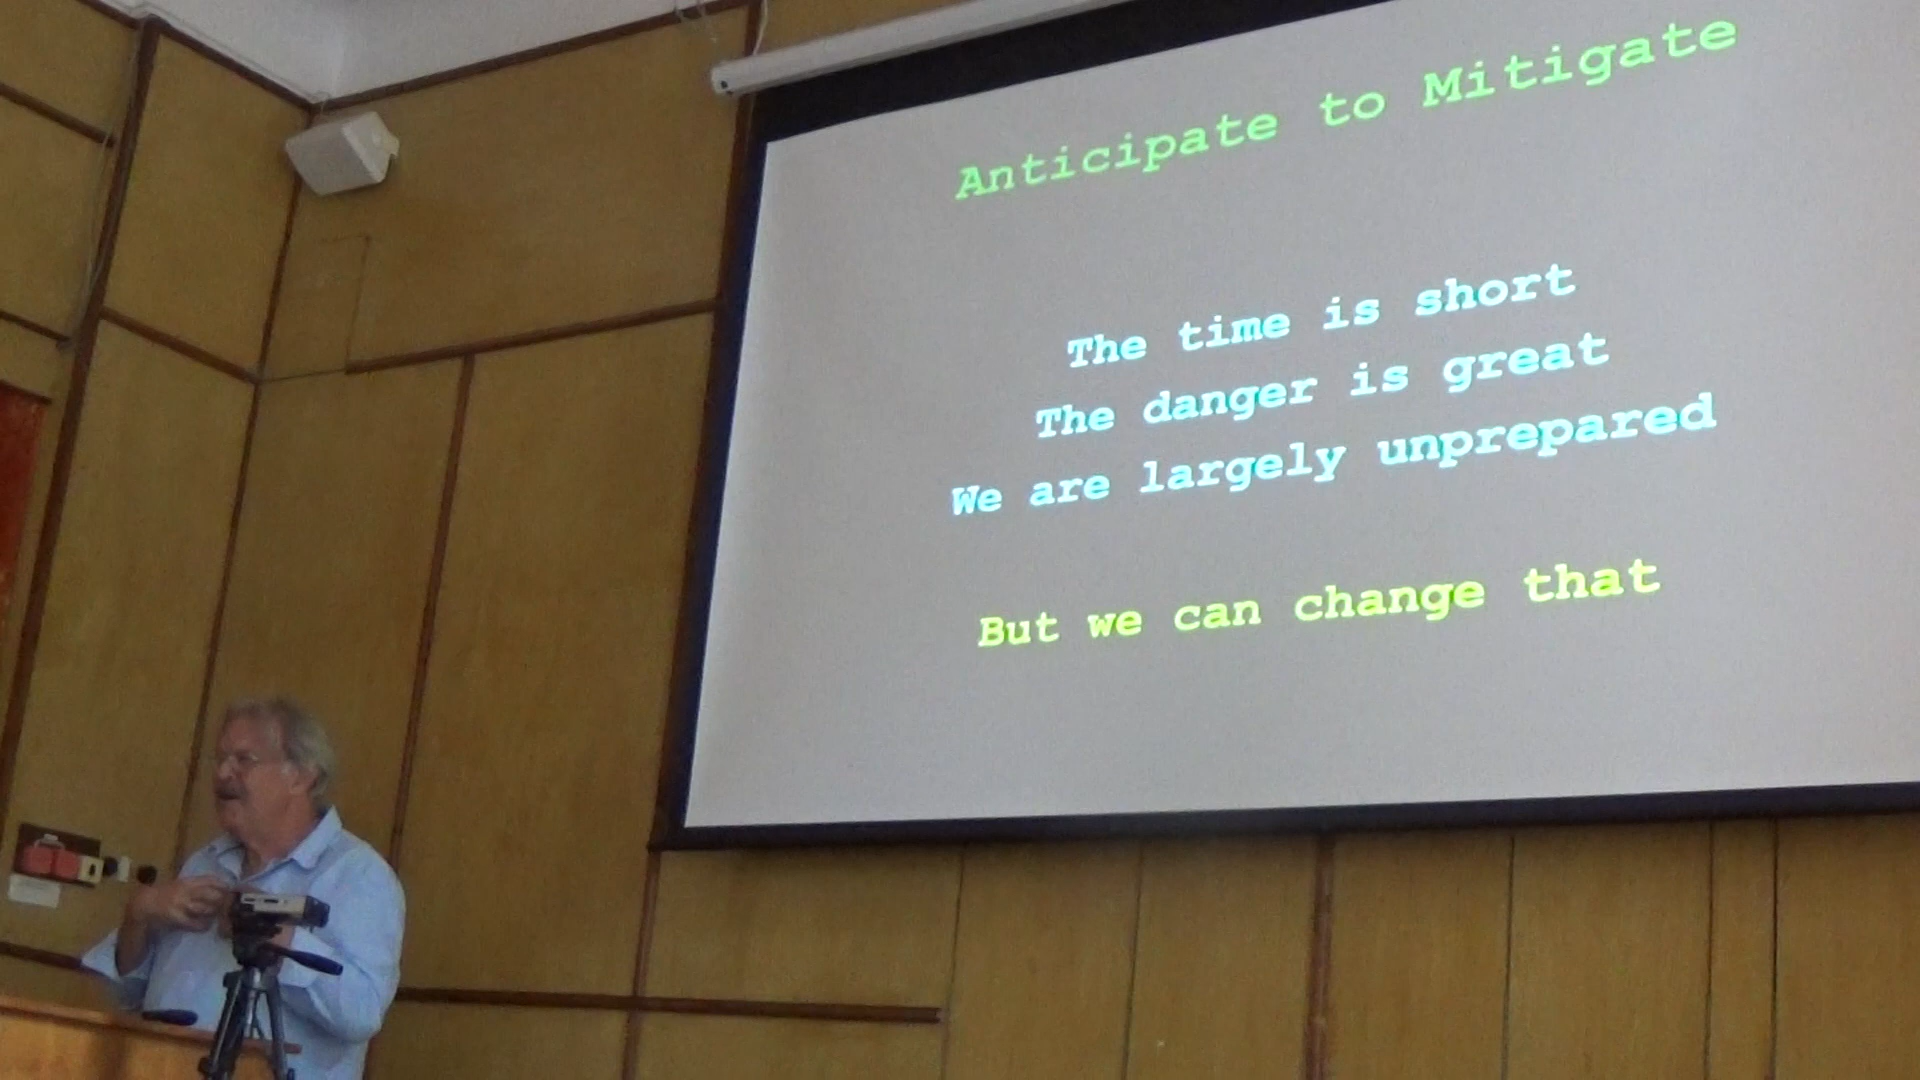 Anticipate to Mitigate
The time is short
The danger is great
We are largely unprepared
But we can change that